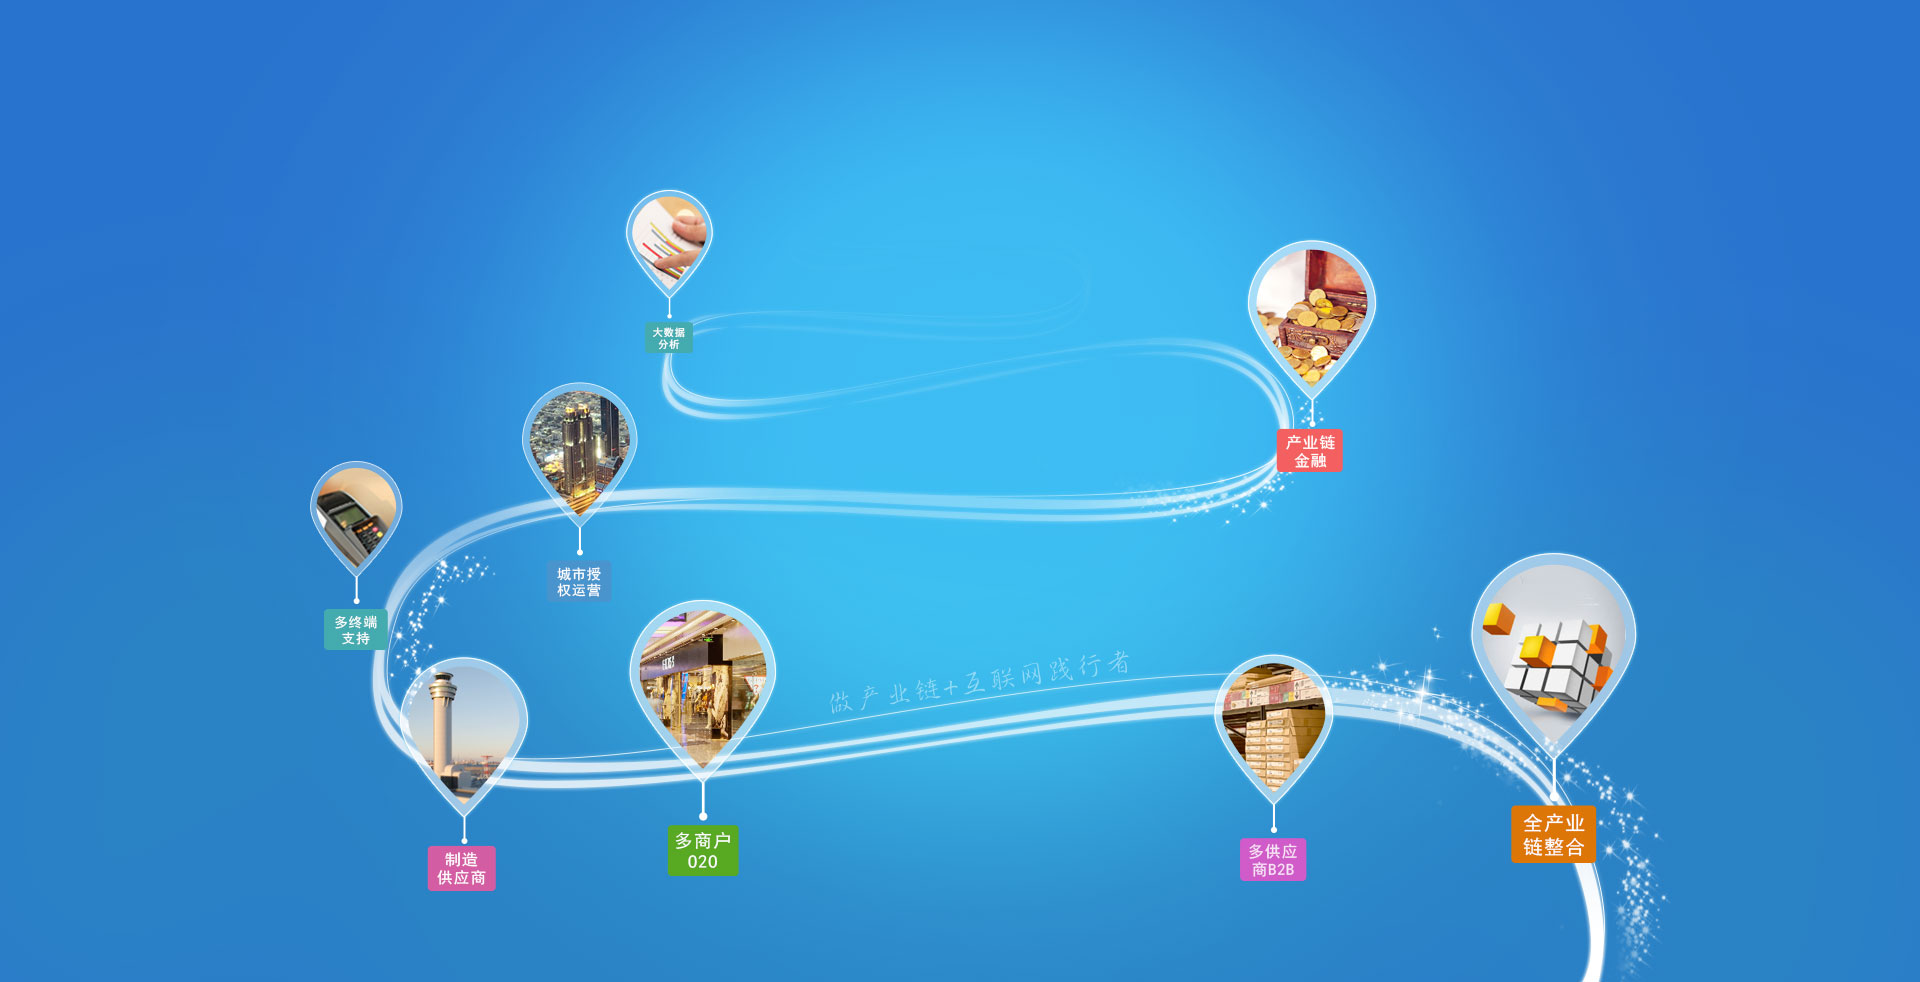 大数据
分析
产业链
金融
城市授
权运营
多终端
支持
做产业链+互联网践行者
制造
供应商
多商户
020
多供应
商B2B
全产业
链整合